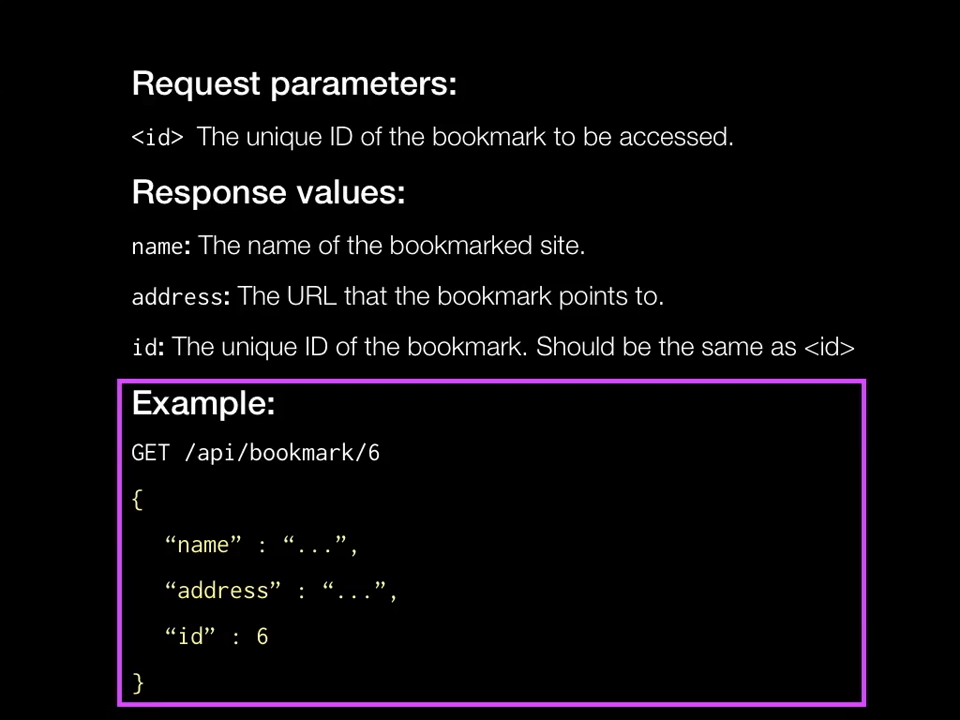 Request parameters:
<id> The unique ID of the bookmark to be accessed.
Response values:
name: The name of the bookmarked site.
address: The URL that the bookmark points to.
id: The unique ID of the bookmark. Should be the same as <id>
Example:
GET /api/bookmark/6
{
“name” : “...”,
“address” : “...”,
“id” : 6
}